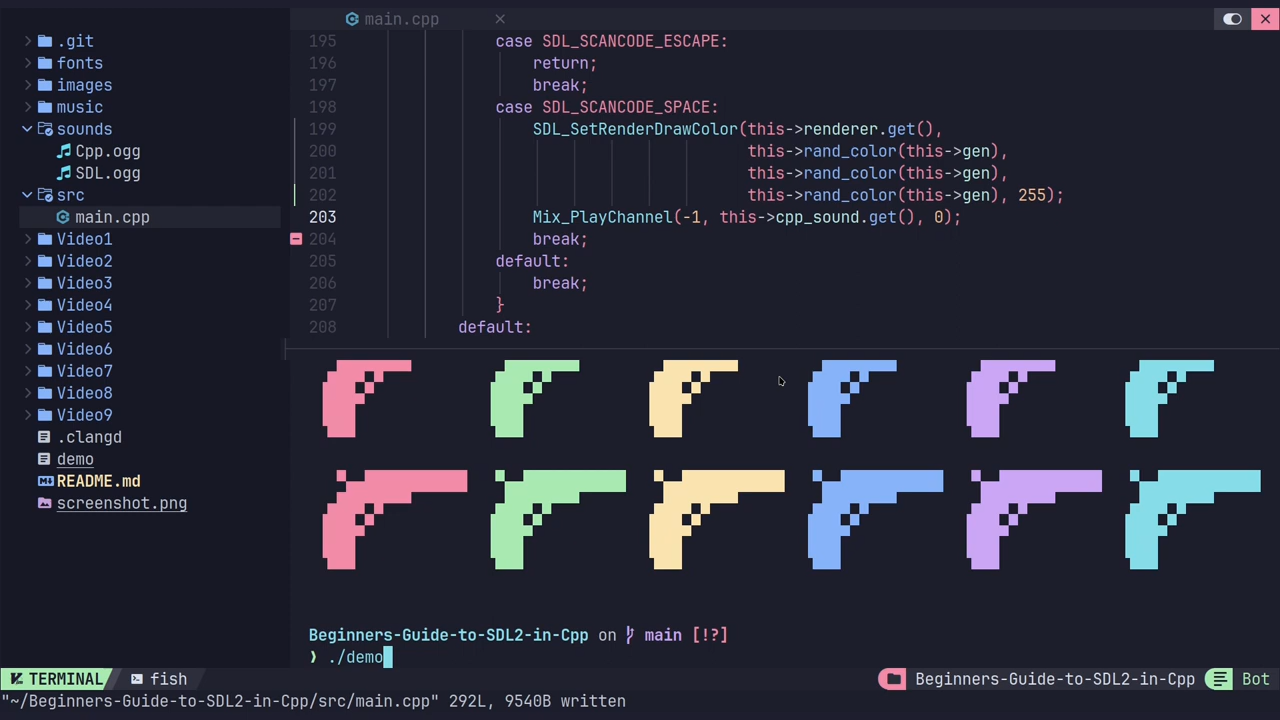 main.cpp
.git
fonts
images
music
sounds
Cpp.ogg
SDL.ogg
src
main.cpp
Video1
Video2
Video3
Video4
Video5
Video6
Video7
Video8
Video9
.clangd
demo
README.md
screenshot.png
195 case SDL_SCANCODE_ESCAPE:
196 return;
197 break;
198 case SDL_SCANCODE_SPACE:
199 SDL_SetRenderDrawColor(this->renderer.get(),
200 this->rand_color(this->gen),
201 this->rand_color(this->gen),
202 this->rand_color(this->gen), 255);
203 Mix_PlayChannel(-1, this->cpp_sound.get(), 0);
204 break;
205 default:
206 break;
207 }
208 default:
Beginners-Guide-to-SDL2-in-Cpp on main [!?]
❯ ./demo
TERMINAL fish Beginners-Guide-to-SDL2-in-Cpp Bot
"~/Beginners-Guide-to-SDL2-in-Cpp/src/main.cpp" 292L, 9540B written